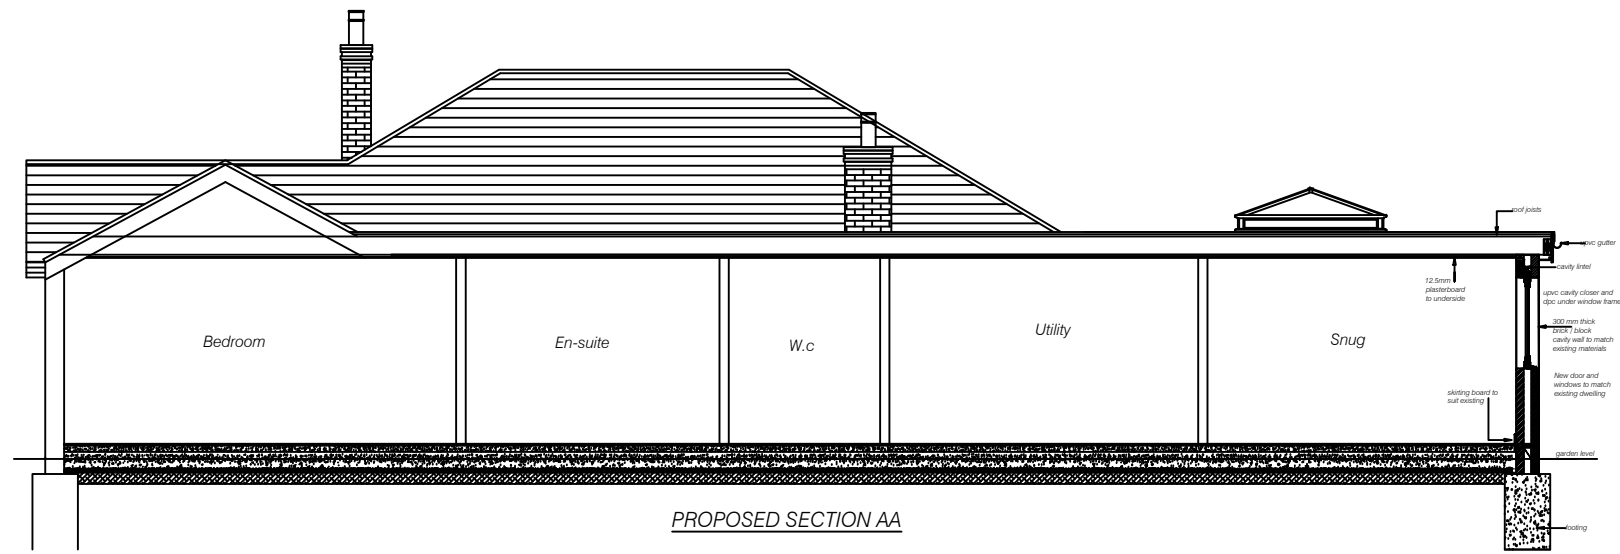 roof joists
upvc gutter
cavity lintel
12.5mm
plasterboard
to underside
upvc cavity closer and
dpc under window frame
300 mm thick
brick / block
cavity wall to match
existing materials
Bedroom
En-suite
W.c
Utility
Snug
New door and
windows to match
existing dwelling
skirting board to
suit existing
garden level
PROPOSED SECTION AA
footing